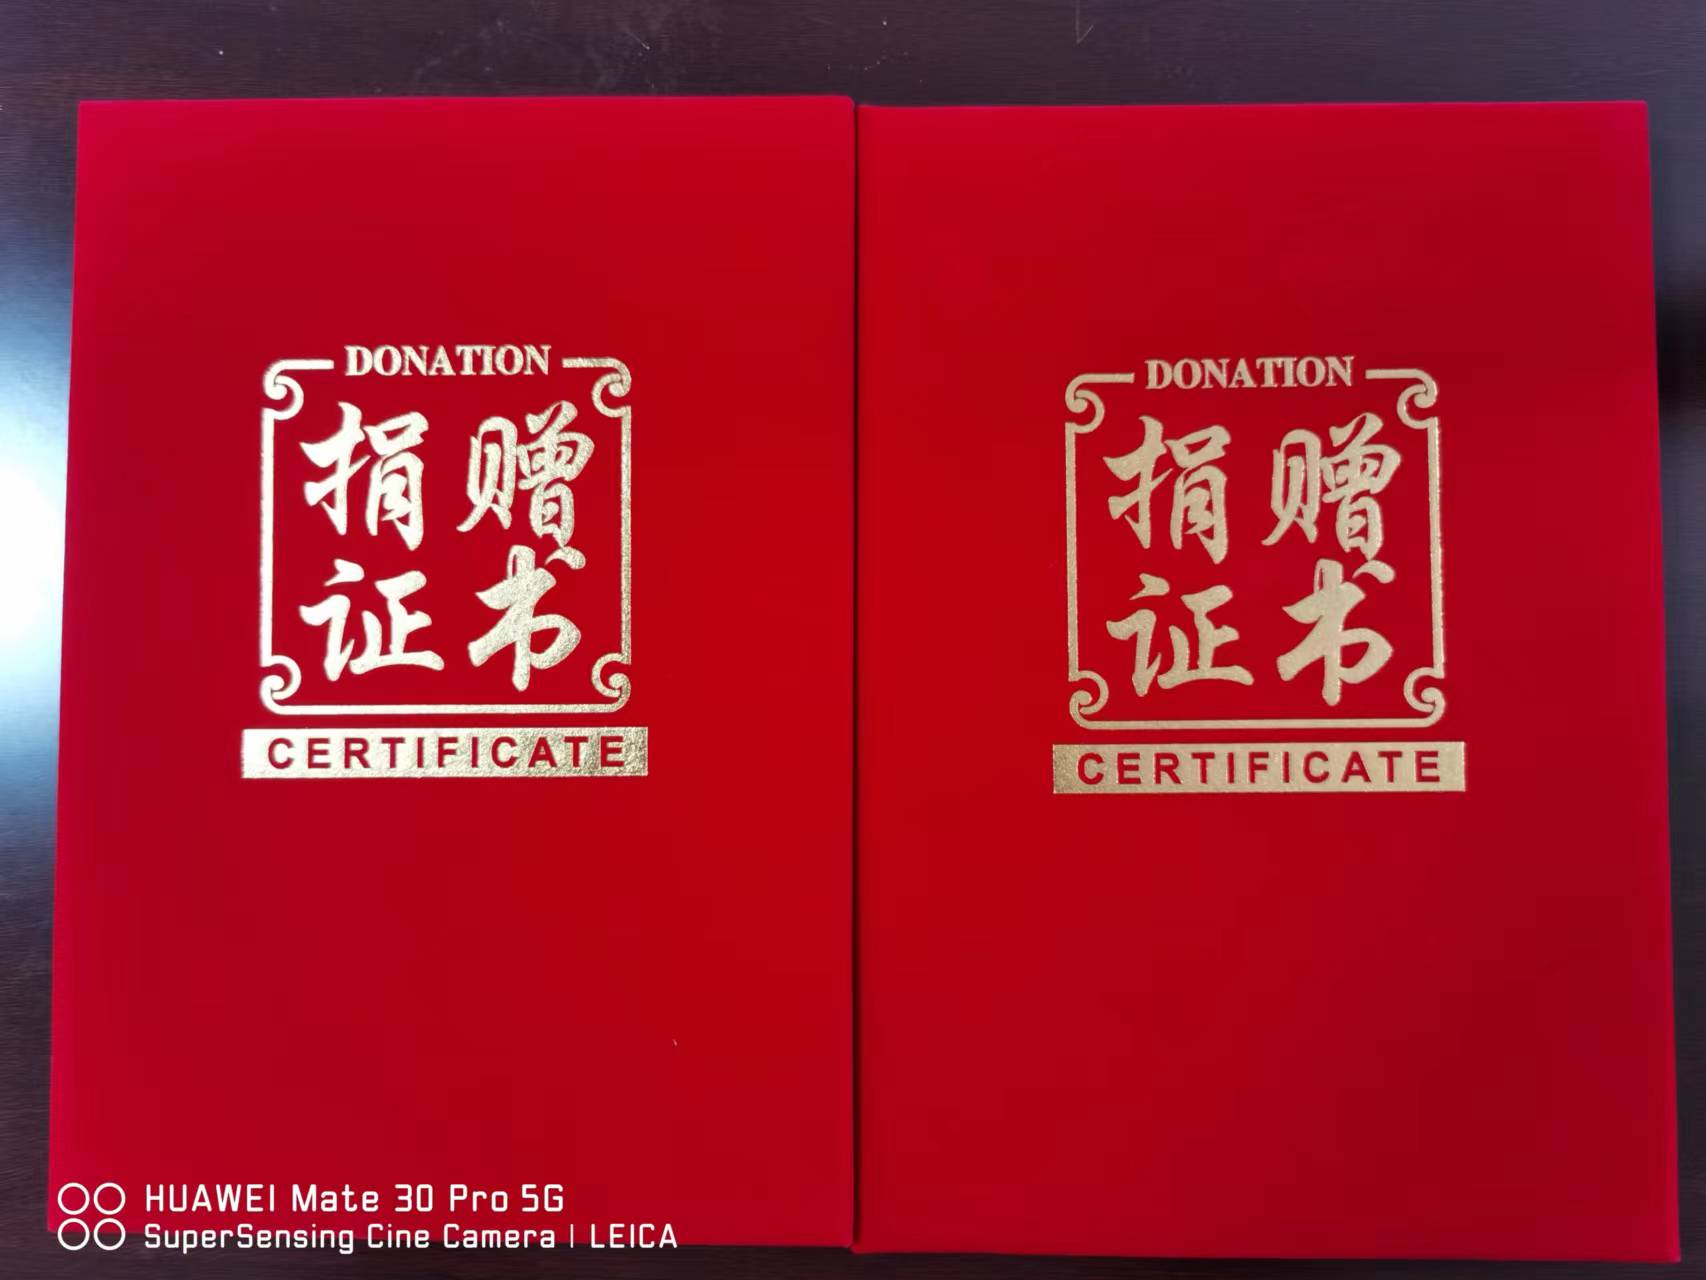 DONATION
捐赠
证书
CERTIFICATE
DONATION
捐赠
证书
CERTIFICATE
HUAWEI Mate 30 Pro 5G
SuperSensing Cine Camera | LEICA